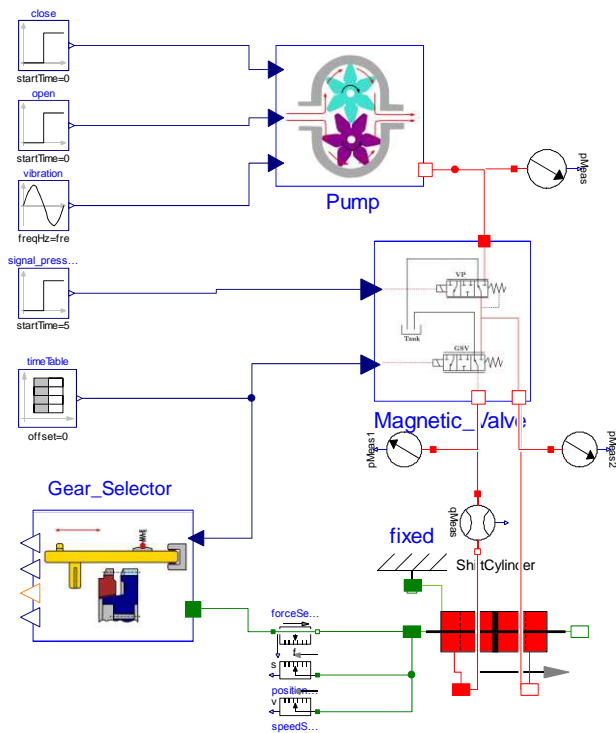 close
startTime=0
open
startTime=0
vibration
freqHz=fre
Pump
pMeas
signal_press...
startTime=5
VP
Tank
GSV
timeTable
offset=0
Magnetic_Valve
pMeas1
pMeas2
Gear_Selector
qMeas
fixed
ShiftCylinder
forceSe...
f
s
position...
v
speedS...